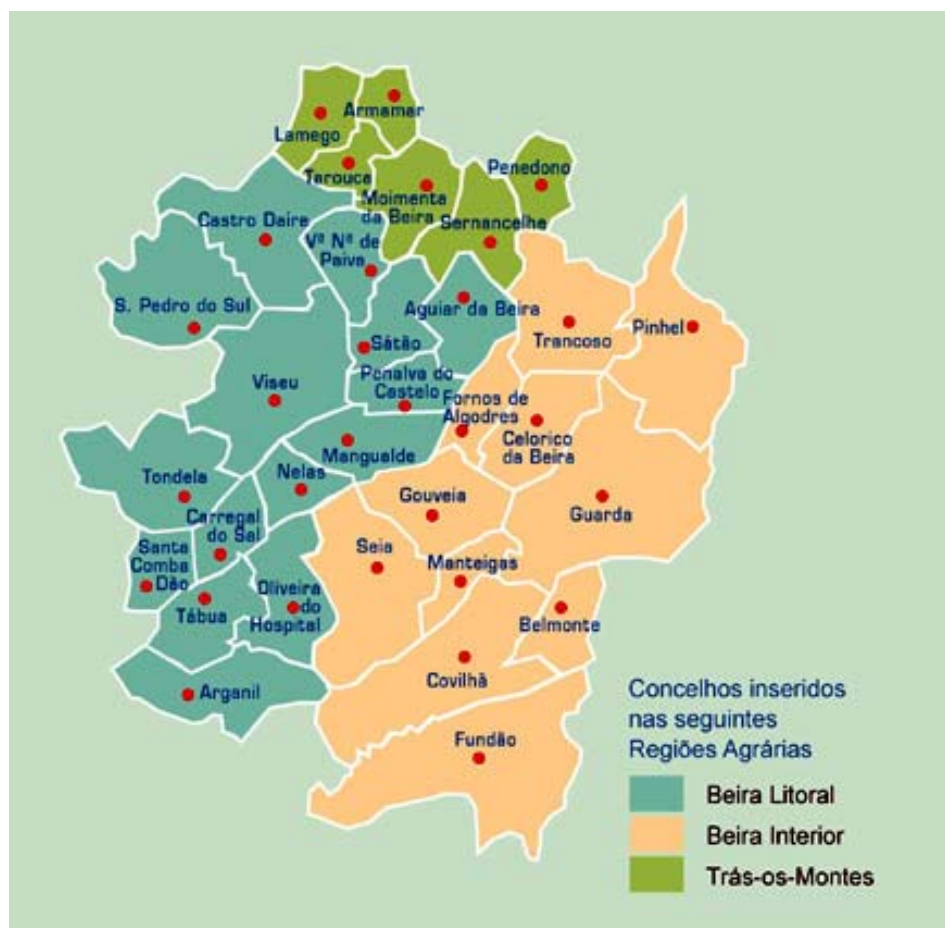 Armamar
Lamego
Tarouca
Penedono
Moimenta
da Beira
Sernancelhe
Castro Daire
Vª Nª de
Paiva
S. Pedro do Sul
Aguiar da Beira
Trancoso
Pinhel
Sátão
Viseu
Penalva do
Castelo
Fornos de
Algodres
Celorico
da Beira
Mangualde
Nelas
Tondela
Gouveia
Guarda
Carregal
do Sal
Santa
Comba
Dão
Seia
Manteigas
Oliveira
do
Hospital
Tábua
Belmonte
Arganil
Covilhã
Fundão
Concelhos inseridos
nas seguintes
Regiões Agrárias
Beira Litoral
Beira Interior
Trás-os-Montes